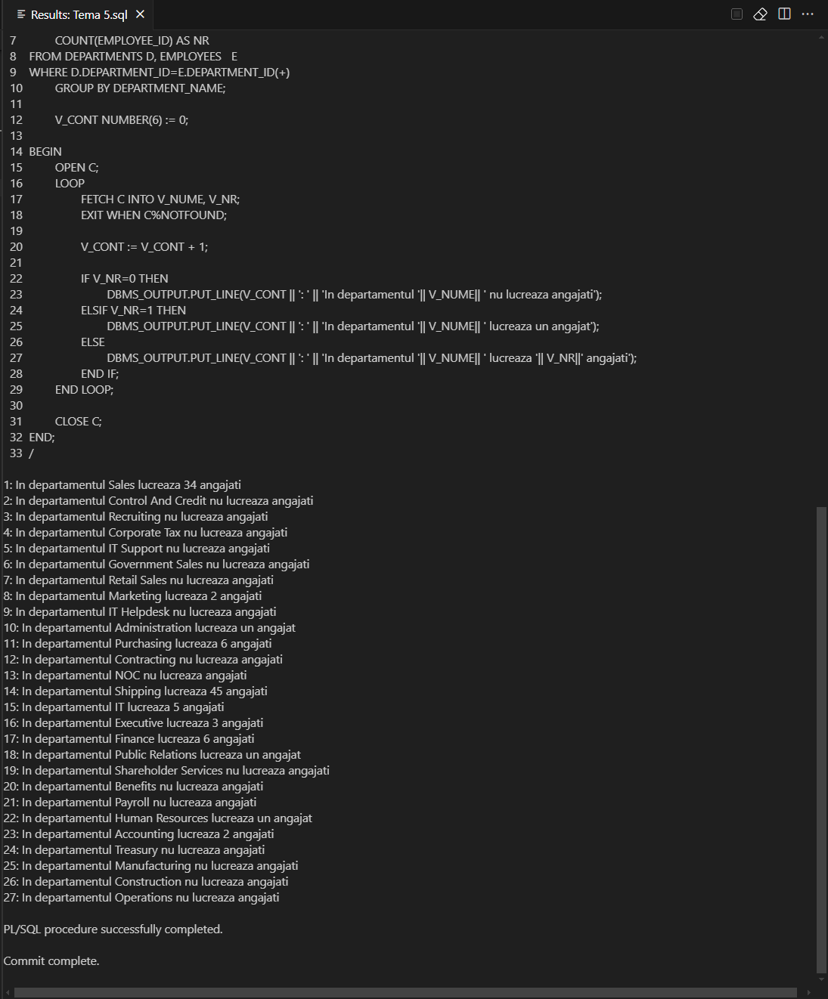 Results: Tema 5.sql
7 COUNT(EMPLOYEE_ID) AS NR
8 FROM DEPARTMENTS D, EMPLOYEES E
9 WHERE D.DEPARTMENT_ID=E.DEPARTMENT_ID(+)
10 GROUP BY DEPARTMENT_NAME;
11
12 V_CONT NUMBER(6) := 0;
13
14 BEGIN
15 OPEN C;
16 LOOP
17 FETCH C INTO V_NUME, V_NR;
18 EXIT WHEN C%NOTFOUND;
19
20 V_CONT := V_CONT + 1;
21
22 IF V_NR=0 THEN
23 DBMS_OUTPUT.PUT_LINE(V_CONT || ': ' || 'In departamentul '|| V_NUME|| ' nu lucreaza angajati');
24 ELSIF V_NR=1 THEN
25 DBMS_OUTPUT.PUT_LINE(V_CONT || ': ' || 'In departamentul '|| V_NUME|| ' lucreaza un angajat');
26 ELSE
27 DBMS_OUTPUT.PUT_LINE(V_CONT || ': ' || 'In departamentul '|| V_NUME|| ' lucreaza '|| V_NR||' angajati');
28 END IF;
29 END LOOP;
30
31 CLOSE C;
32 END;
33 /
1: In departamentul Sales lucreaza 34 angajati
2: In departamentul Control And Credit nu lucreaza angajati
3: In departamentul Recruiting nu lucreaza angajati
4: In departamentul Corporate Tax nu lucreaza angajati
5: In departamentul IT Support nu lucreaza angajati
6: In departamentul Government Sales nu lucreaza angajati
7: In departamentul Retail Sales nu lucreaza angajati
8: In departamentul Marketing lucreaza 2 angajati
9: In departamentul IT Helpdesk nu lucreaza angajati
10: In departamentul Administration lucreaza un angajat
11: In departamentul Purchasing lucreaza 6 angajati
12: In departamentul Contracting nu lucreaza angajati
13: In departamentul NOC nu lucreaza angajati
14: In departamentul Shipping lucreaza 45 angajati
15: In departamentul IT lucreaza 5 angajati
16: In departamentul Executive lucreaza 3 angajati
17: In departamentul Finance lucreaza 6 angajati
18: In departamentul Public Relations lucreaza un angajat
19: In departamentul Shareholder Services nu lucreaza angajati
20: In departamentul Benefits nu lucreaza angajati
21: In departamentul Payroll nu lucreaza angajati
22: In departamentul Human Resources lucreaza un angajat
23: In departamentul Accounting lucreaza 2 angajati
24: In departamentul Treasury nu lucreaza angajati
25: In departamentul Manufacturing nu lucreaza angajati
26: In departamentul Construction nu lucreaza angajati
27: In departamentul Operations nu lucreaza angajati
PL/SQL procedure successfully completed.
Commit complete.